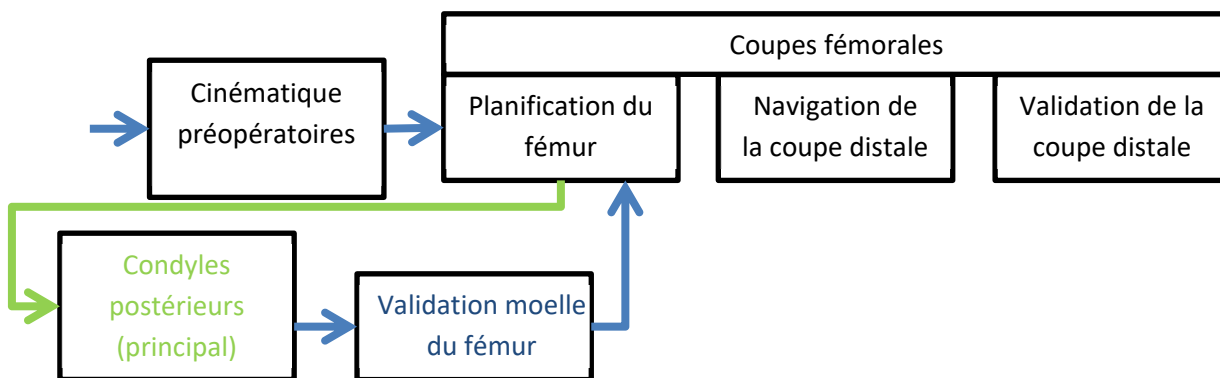 Coupes fémorales
Cinématique
préopératoires
Planification du
fémur
Navigation de
la coupe distale
Validation de la
coupe distale
Condyles
postérieurs
(principal)
Validation moelle
du fémur